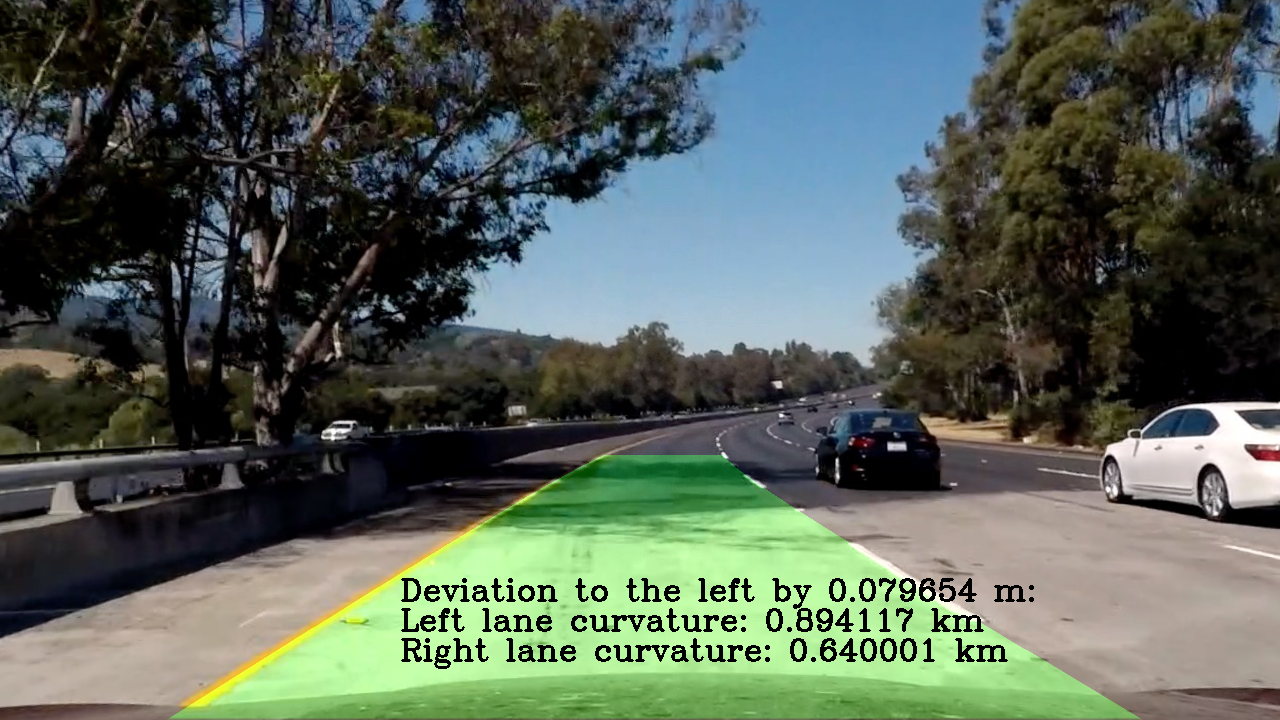 Deviation to the left by 0.079654 m:
Left lane curvature: 0.894117 km
Right lane curvature: 0.640001 km